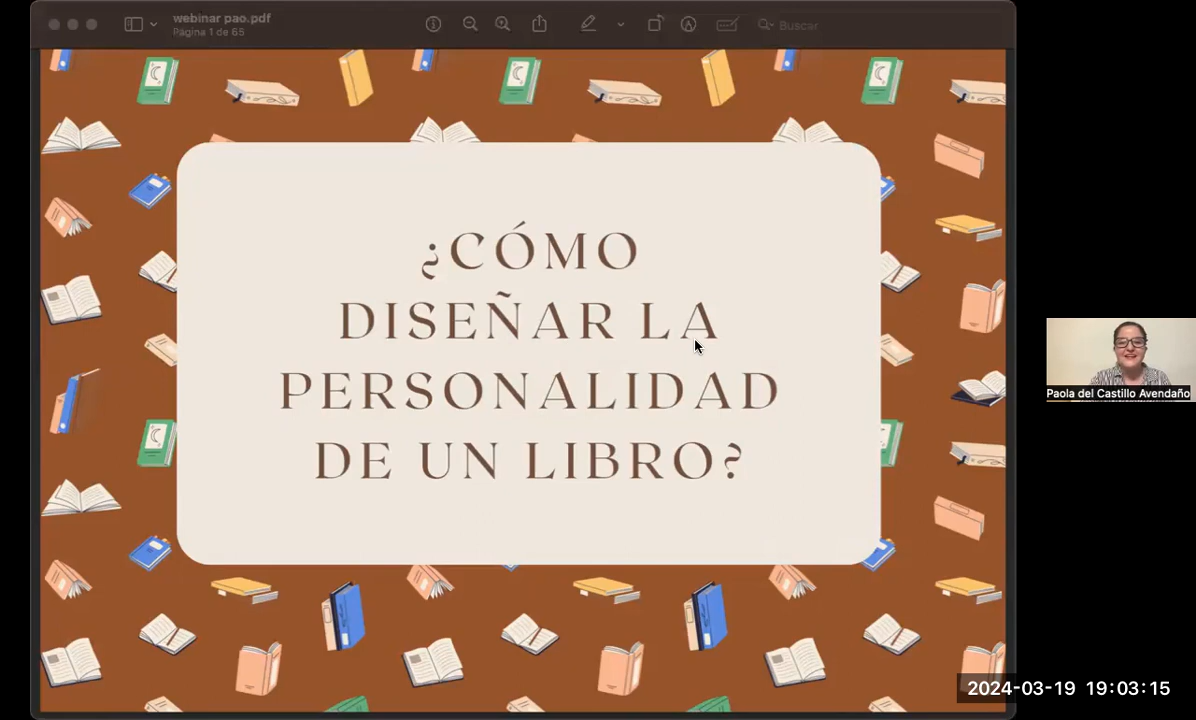 webinar pao.pdf
Página 1 de 65
Buscar
¿CÓMO
DISEÑAR LA
PERSONALIDAD
DE UN LIBRO?
Paola del Castillo Avendaño
2024-03-19 19:03:15